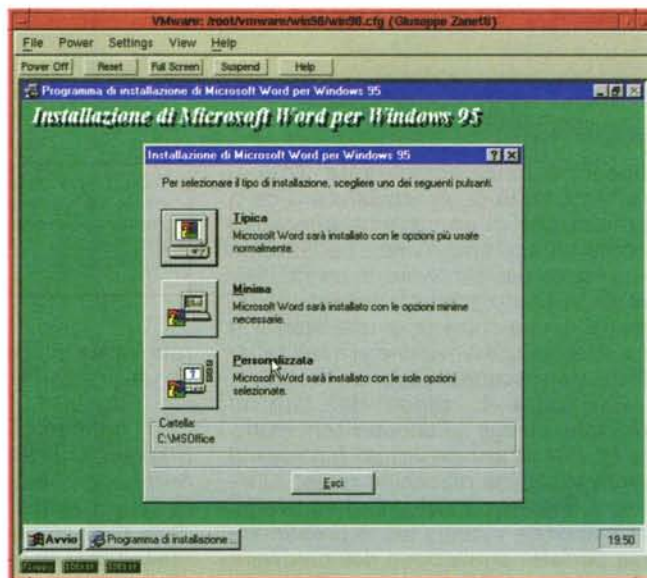 VMware: /root/vmware/win98/win98.cfg (Giuseppe Zanetti)
File Power Settings View Help
Power Off Reset Full Screen Suspend Help
Programma di installazione di Microsoft Word per Windows 95
Installazione di Microsoft Word per Windows 95
Installazione di Microsoft Word per Windows 95
Per selezionare il tipo di installazione, scegliere uno dei seguenti pulsanti.
Tipica
Microsoft Word sarà installato con le opzioni più usate
normalmente.
Minima
Microsoft Word sarà installato con le opzioni minime
necessarie.
Personalizzata
Microsoft Word sarà installato con le sole opzioni
selezionate.
Cartella:
C:\MSOffice
Esci
Avvio Programma di installazione ... 19.50